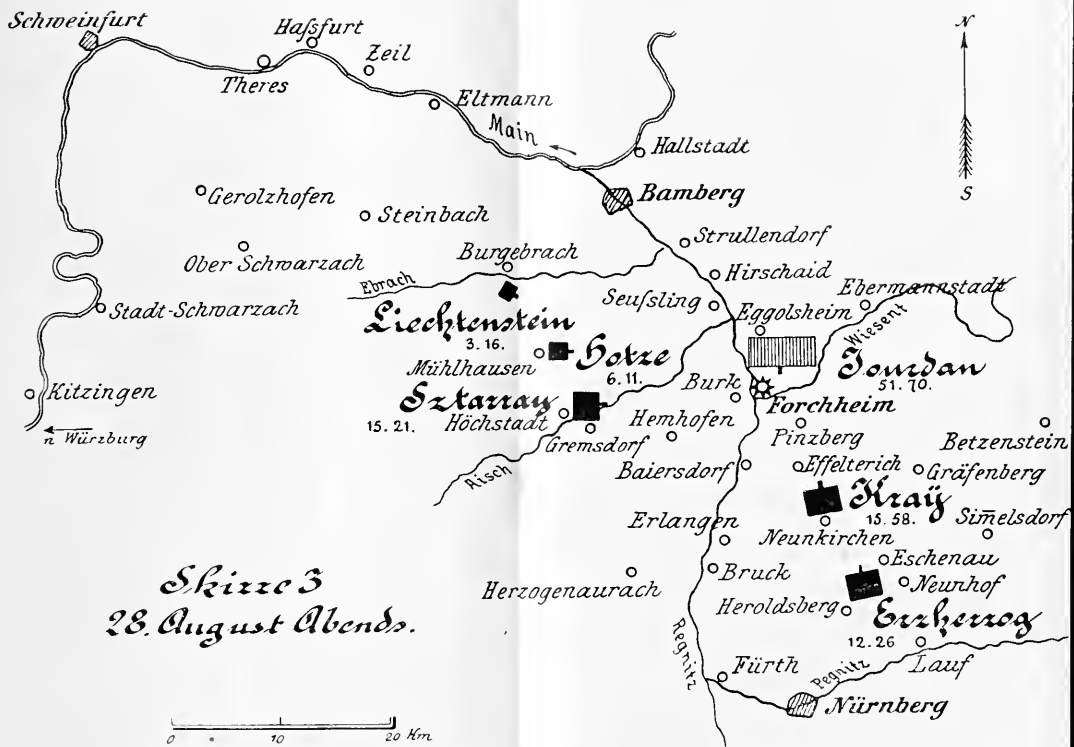 Schweinfurt
Haßfurt
Theres
Zeil
Eltmann
Main
Hallstadt
N
S
Bamberg
Gerolzhofen
Steinbach
Strullendorf
Ober Schwarzach
Burgebrach
Hirschaid
Ebrach
Ebermannstadt
Stadt-Schwarzach
Seußling
Eggolsheim
Wiesent
Liechtenstein
3.16.
Mühlhausen
Hotze
6.11.
Jourdan
51.70.
Kitzingen
Burk
Forchheim
Sztarray
15.21.
Höchstadt
Hemhofen
Pinzberg
Betzenstein
n Würzburg
Gremsdorf
Aisch
Baiersdorf
Effelterich
Gräfenberg
Kraÿ
15.58.
Erlangen
Neunkirchen
Sim̄elsdorf
Eschenau
Herzogenaurach
Bruck
Neunhof
Heroldsberg
Erzherzog
12.26
Skizze 3
28. August Abends.
Regnitz
Fürth
Pegnitz
Lauf
Nürnberg
0 10 20 Km